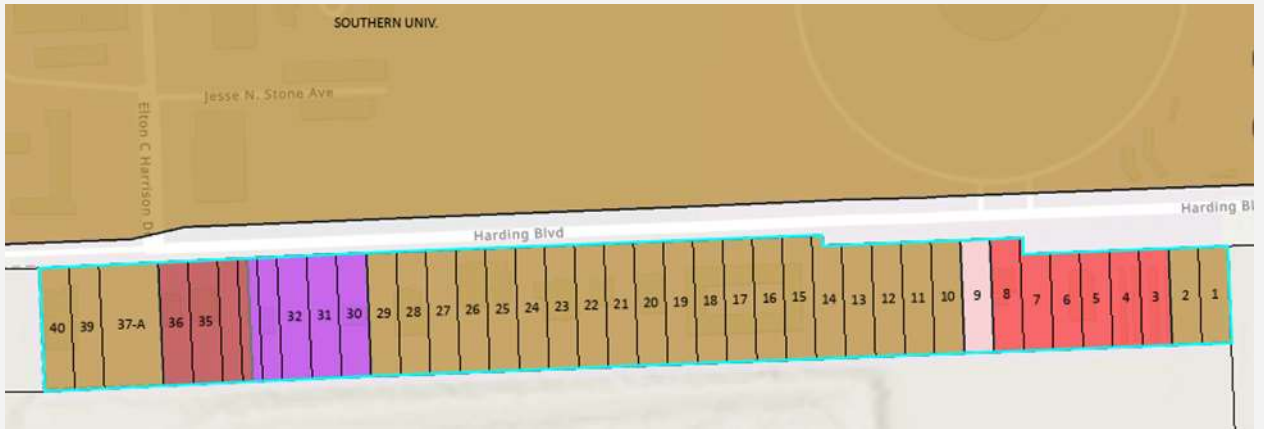 SOUTHERN UNIV.
Jesse N. Stone Ave
Elton C Harrison D
Harding Blvd
Harding Bl
40 39 37-A 36 35 32 31 30 29 28 27 26 25 24 23 22 21 20 19 18 17 16 15 14 13 12 11 10 9 8 7 6 5 4 3 2 1